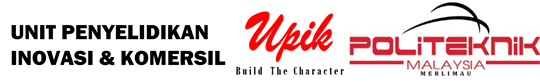 UNIT PENYELIDIKAN
INOVASI & KOMERSIL
Upik
Build The Character
POLITEKNIK
MALAYSIA
MERLIMAU